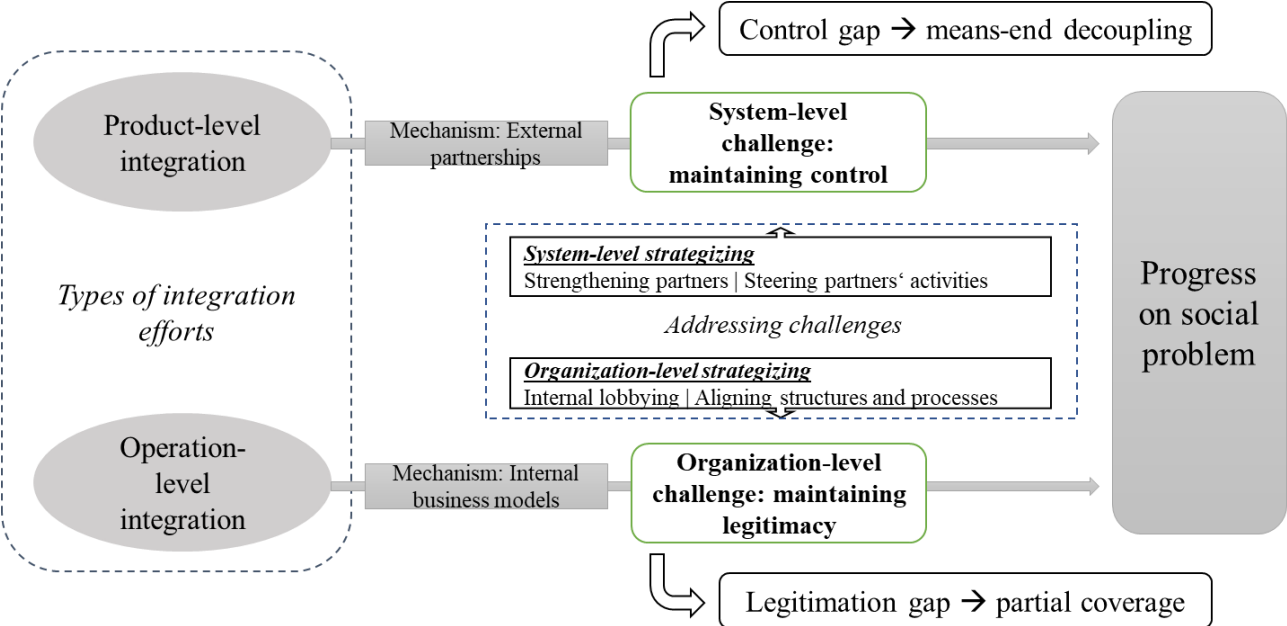 Control gap → means-end decoupling
Product-level
integration
Mechanism: External
partnerships
System-level
challenge:
maintaining control
Types of integration
efforts
System-level strategizing
Strengthening partners | Steering partners‘ activities
Addressing challenges
Organization-level strategizing
Internal lobbying | Aligning structures and processes
Progress
on social
problem
Operation-
level
integration
Mechanism: Internal
business models
Organization-level
challenge: maintaining
legitimacy
Legitimation gap → partial coverage